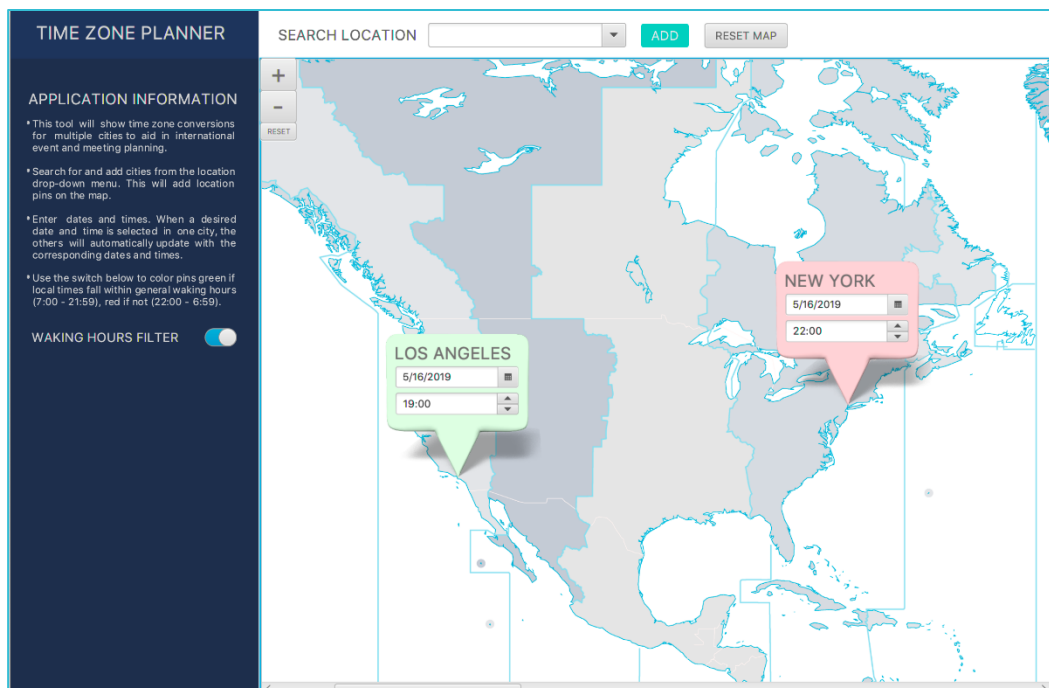 TIME ZONE PLANNER
SEARCH LOCATION
ADD
RESET MAP
+
-
RESET
APPLICATION INFORMATION
• This tool will show time zone conversions
for multiple cities to aid in international
event and meeting planning.
• Search for and add cities from the location
drop-down menu. This will add location
pins on the map.
• Enter dates and times. When a desired
date and time is selected in one city, the
others will automatically update with the
corresponding dates and times.
• Use the switch below to color pins green if
local times fall within general waking hours
(7:00 - 21:59), red if not (22:00 - 6:59).
WAKING HOURS FILTER
LOS ANGELES
5/16/2019
19:00
NEW YORK
5/16/2019
22:00